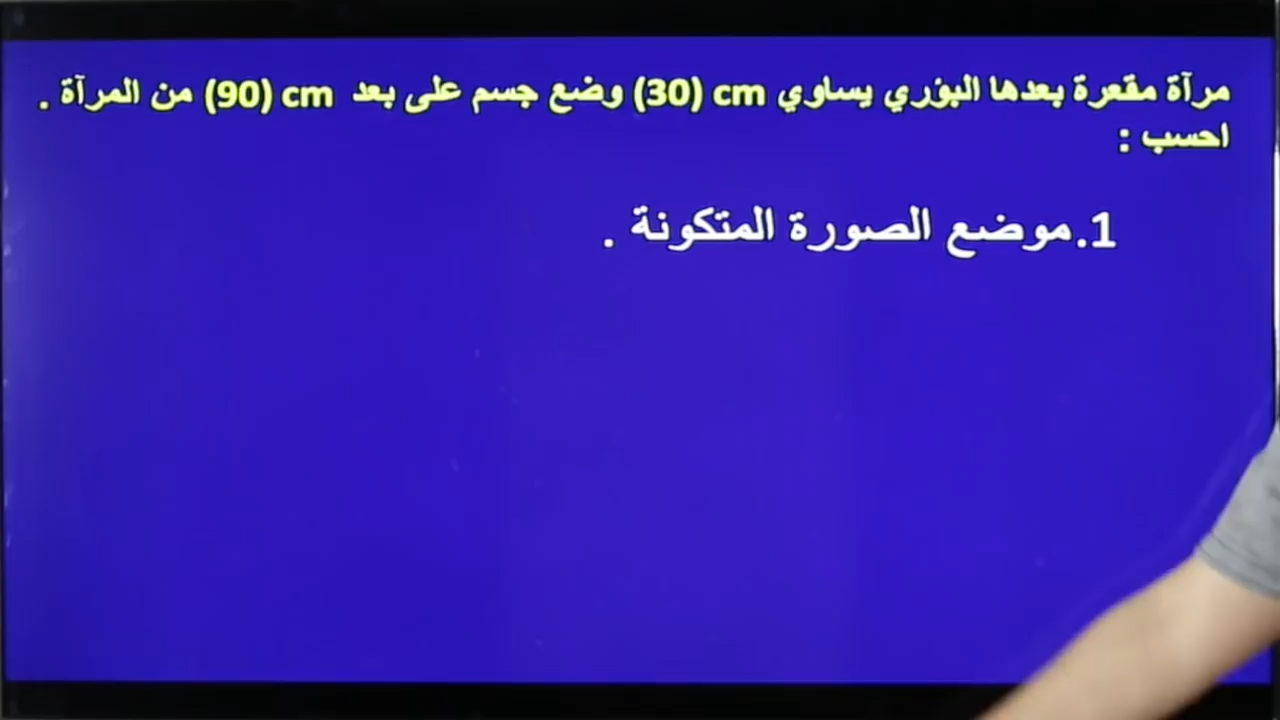 مرآة مقعرة بعدها البؤري يساوي cm (30) وضع جسم على بعد cm (90) من المرآة .
احسب :
1.موضع الصورة المتكونة .